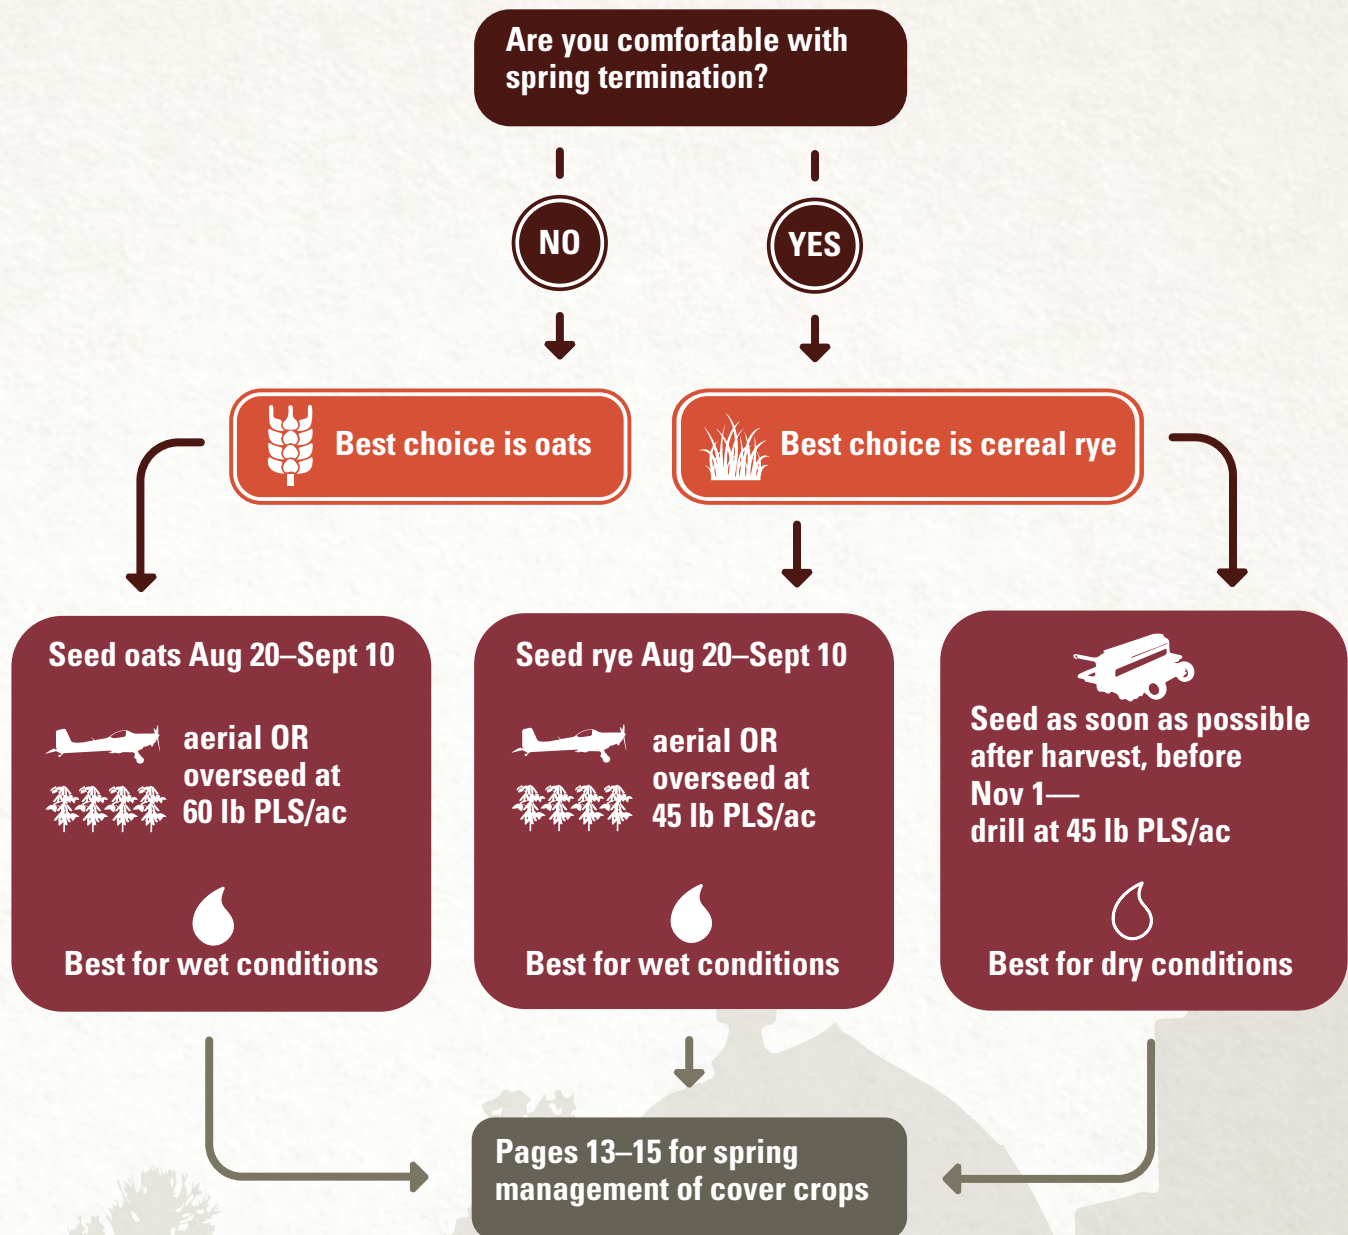 Are you comfortable with
spring termination?
NO
YES
Best choice is oats
Best choice is cereal rye
Seed oats Aug 20–Sept 10
aerial OR
overseed at
60 lb PLS/ac
Best for wet conditions
Seed rye Aug 20–Sept 10
aerial OR
overseed at
45 lb PLS/ac
Best for wet conditions
Seed as soon as possible
after harvest, before
Nov 1—
drill at 45 lb PLS/ac
Best for dry conditions
Pages 13–15 for spring
management of cover crops